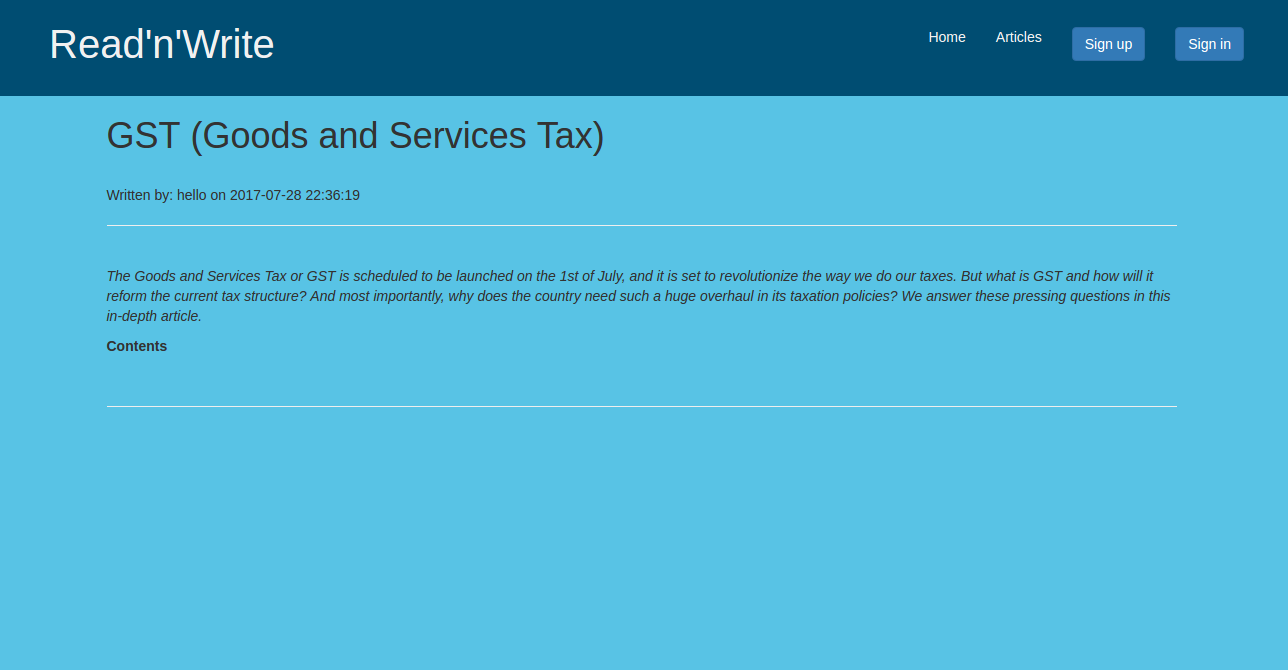 Read'n'Write
Home
Articles
Sign up
Sign in
GST (Goods and Services Tax)
Written by: hello on 2017-07-28 22:36:19
The Goods and Services Tax or GST is scheduled to be launched on the 1st of July, and it is set to revolutionize the way we do our taxes. But what is GST and how will it
reform the current tax structure? And most importantly, why does the country need such a huge overhaul in its taxation policies? We answer these pressing questions in this
in-depth article.
Contents